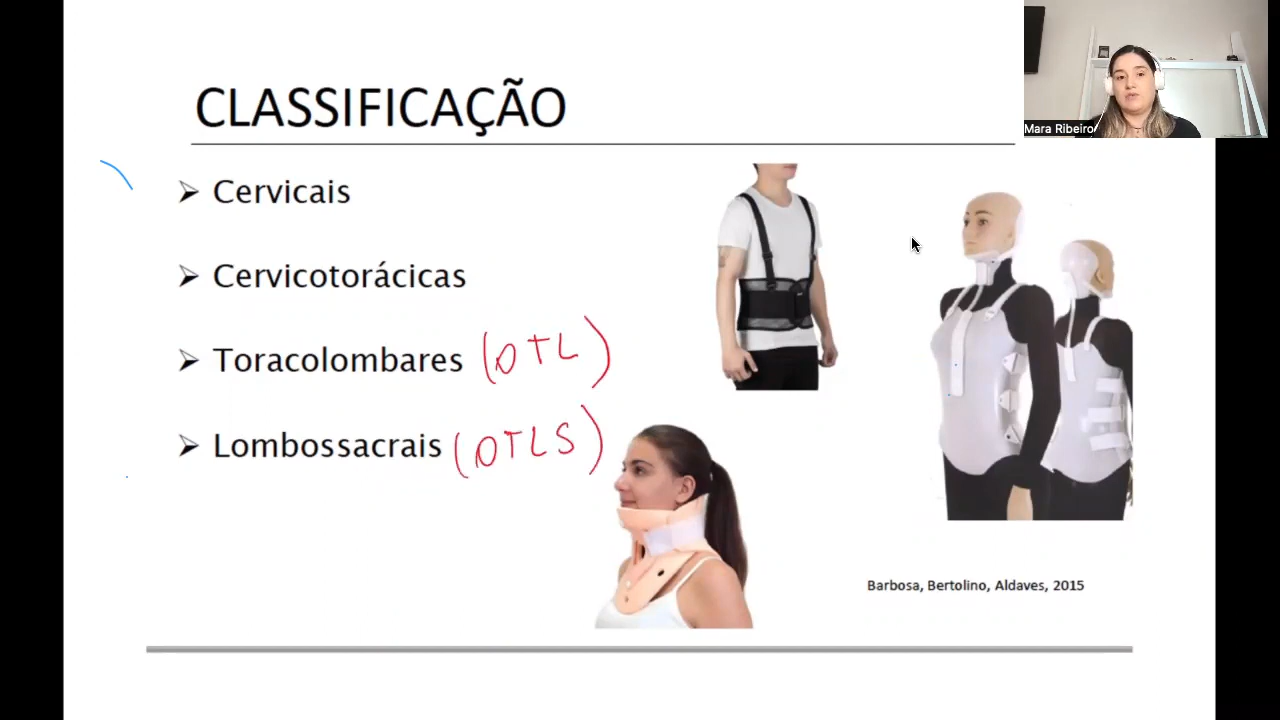 CLASSIFICAÇÃO
Mara Ribeiro
➢ Cervicais
➢ Cervicotorácicas
➢ Toracolombares (OTL)
➢ Lombossacrais (OTLS)
Barbosa, Bertolino, Aldaves, 2015